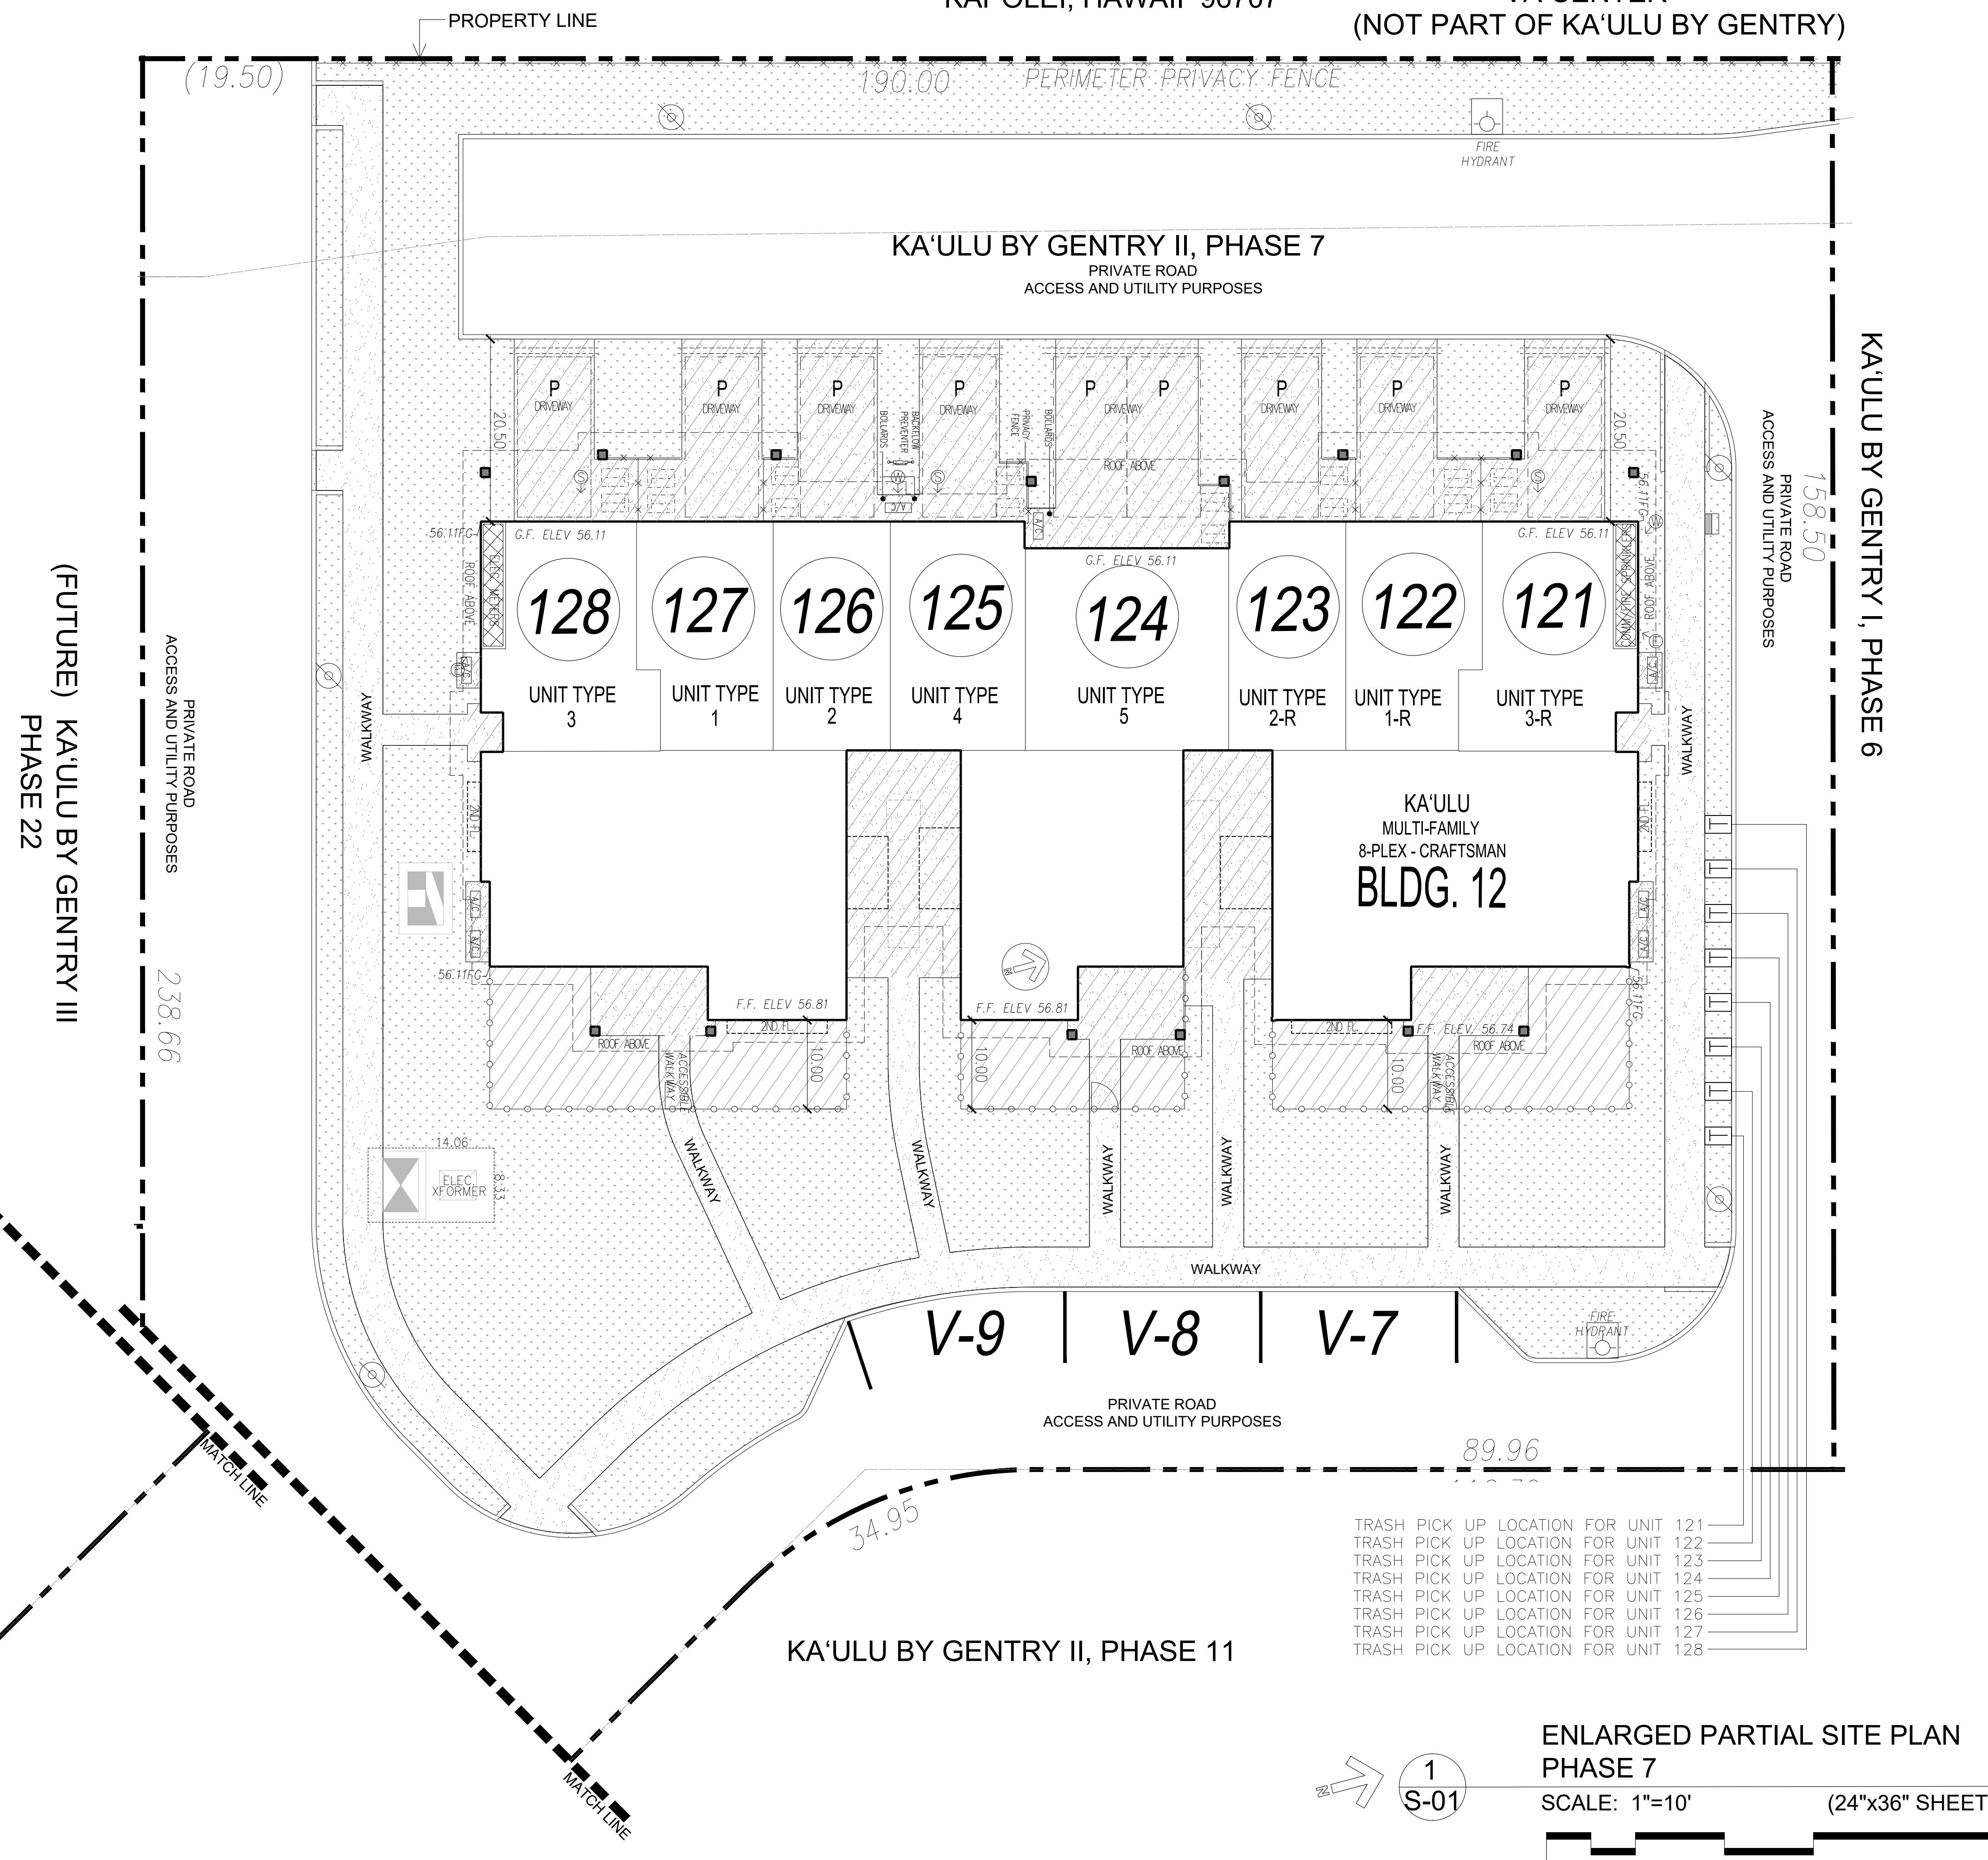 PROPERTY LINE
(NOT PART OF KA'ULU BY GENTRY)
(19.50)
190.00
PERIMETER PRIVACY FENCE
FIRE
HYDRANT
KA'ULU BY GENTRY II, PHASE 7
PRIVATE ROAD
ACCESS AND UTILITY PURPOSES
KA'ULU BY GENTRY I, PHASE 6
PRIVATE ROAD
ACCESS AND UTILITY PURPOSES
158.50
20.50
P
DRIVEWAY
P
DRIVEWAY
P
DRIVEWAY
BOLLARDS
BACKFLOW
PREVENTER
P
DRIVEWAY
PRIVACY
FENCE
BOLLARDS
P
P
DRIVEWAY
ROOF ABOVE
P
DRIVEWAY
P
DRIVEWAY
P
DRIVEWAY
20.50
S
W
S
S
A/C
A/C
56.11FG
G.F. ELEV 56.11
G.F. ELEV 56.11
G.F. ELEV 56.11
56.11FG
W
ELEC METERS
ROOF ABOVE
ROOF ABOVE
A/C
A/C
128
UNIT TYPE
3
127
UNIT TYPE
1
126
UNIT TYPE
2
125
UNIT TYPE
4
124
UNIT TYPE
5
123
UNIT TYPE
2-R
122
UNIT TYPE
1-R
121
UNIT TYPE
3-R
WALKWAY
WALKWAY
(FUTURE) KA'ULU BY GENTRY III
PHASE 22
PRIVATE ROAD
ACCESS AND UTILITY PURPOSES
238.66
2ND FL.
2ND FL.
KA'ULU
MULTI-FAMILY
8-PLEX - CRAFTSMAN
BLDG. 12
A/C
A/C
A/C
A/C
56.11FG
56.11FG
N
F.F. ELEV 56.81
F.F. ELEV 56.81
F.F. ELEV 56.74
2ND FL.
2ND FL.
ROOF ABOVE
ROOF ABOVE
ROOF ABOVE
ACCESSIBLE
WALKWAY
10.00
10.00
10.00
ACCESSIBLE
WALKWAY
T
T
T
T
T
T
T
T
14.06
8.33
ELEC.
XFORMER
WALKWAY
WALKWAY
WALKWAY
WALKWAY
WALKWAY
WALKWAY
V-9
V-8
V-7
FIRE
HYDRANT
PRIVATE ROAD
ACCESS AND UTILITY PURPOSES
89.96
34.95
MATCH LINE
TRASH PICK UP LOCATION FOR UNIT 121
TRASH PICK UP LOCATION FOR UNIT 122
TRASH PICK UP LOCATION FOR UNIT 123
TRASH PICK UP LOCATION FOR UNIT 124
TRASH PICK UP LOCATION FOR UNIT 125
TRASH PICK UP LOCATION FOR UNIT 126
TRASH PICK UP LOCATION FOR UNIT 127
TRASH PICK UP LOCATION FOR UNIT 128
KA'ULU BY GENTRY II, PHASE 11
MATCH LINE
N
1
S-01
ENLARGED PARTIAL SITE PLAN
PHASE 7
SCALE: 1"=10'
(24"x36" SHEET